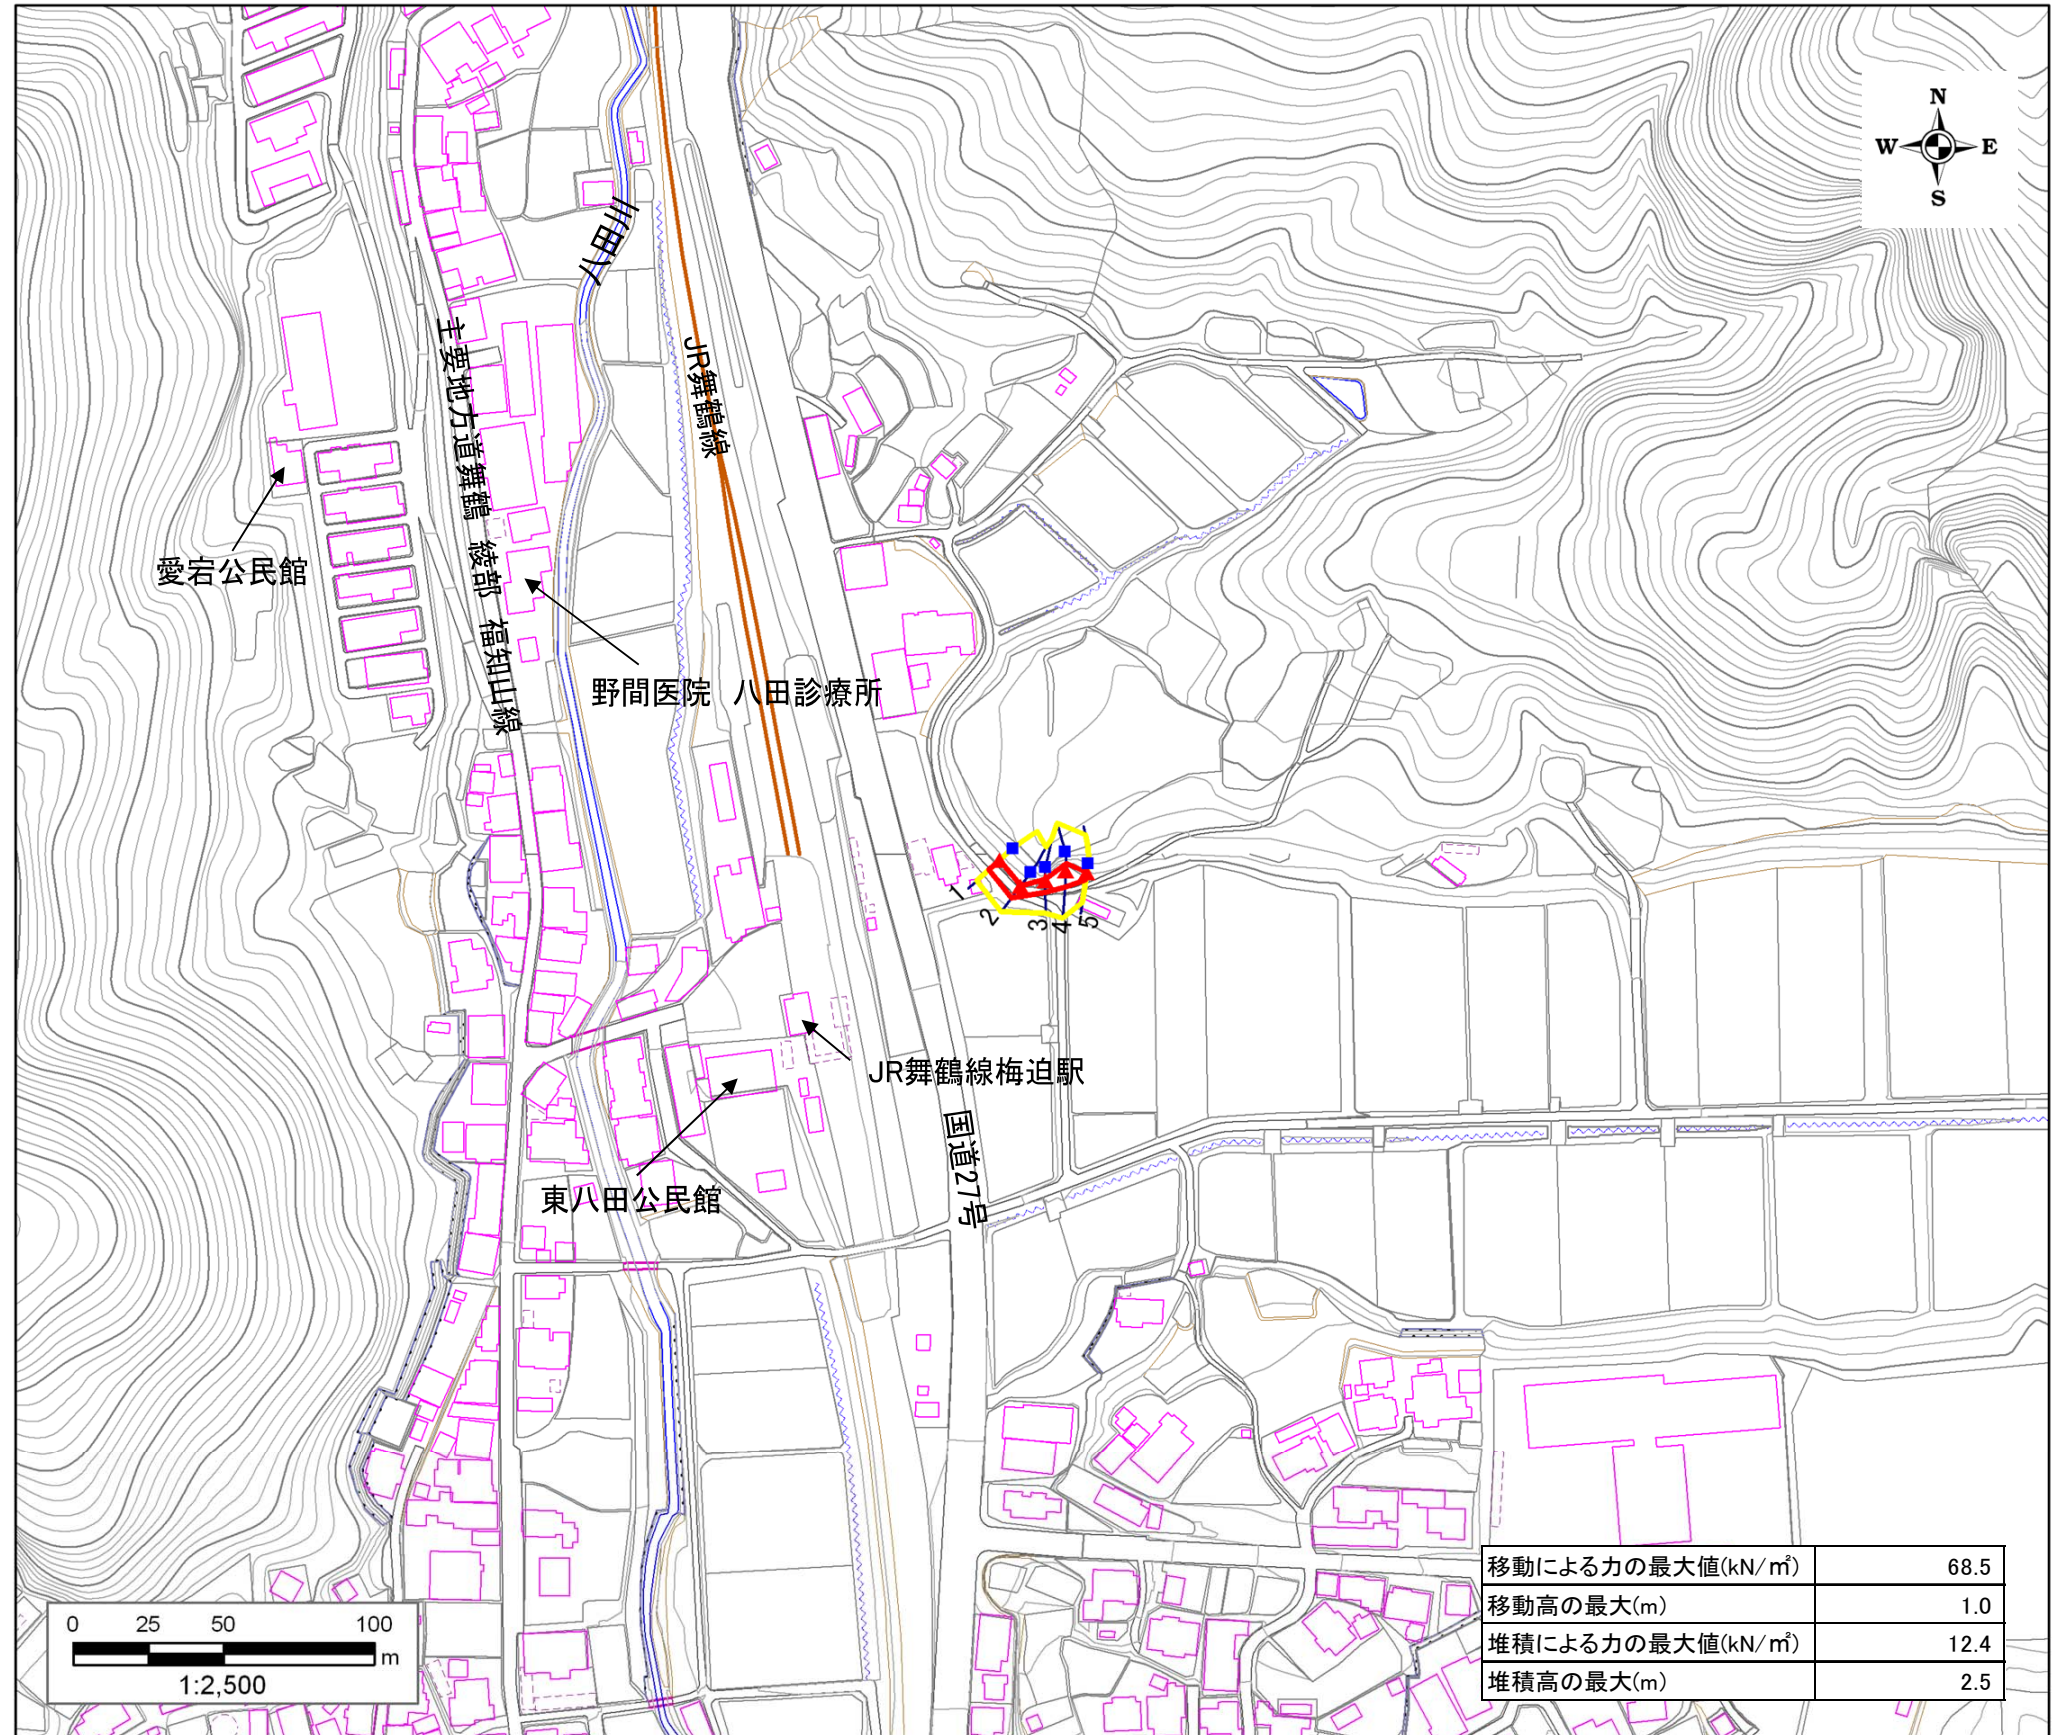 N
W E
S
八田川
主要地方道舞鶴 綾部 福知山線
JR舞鶴線
愛宕公民館
野間医院 八田診療所
1
2
3
4
5
JR舞鶴線梅迫駅
東八田公民館
国道27号
移動による力の最大値(kN/㎡) 68.5
移動高の最大(m) 1.0
堆積による力の最大値(kN/㎡) 12.4
堆積高の最大(m) 2.5
0 25 50 100
m
1:2,500